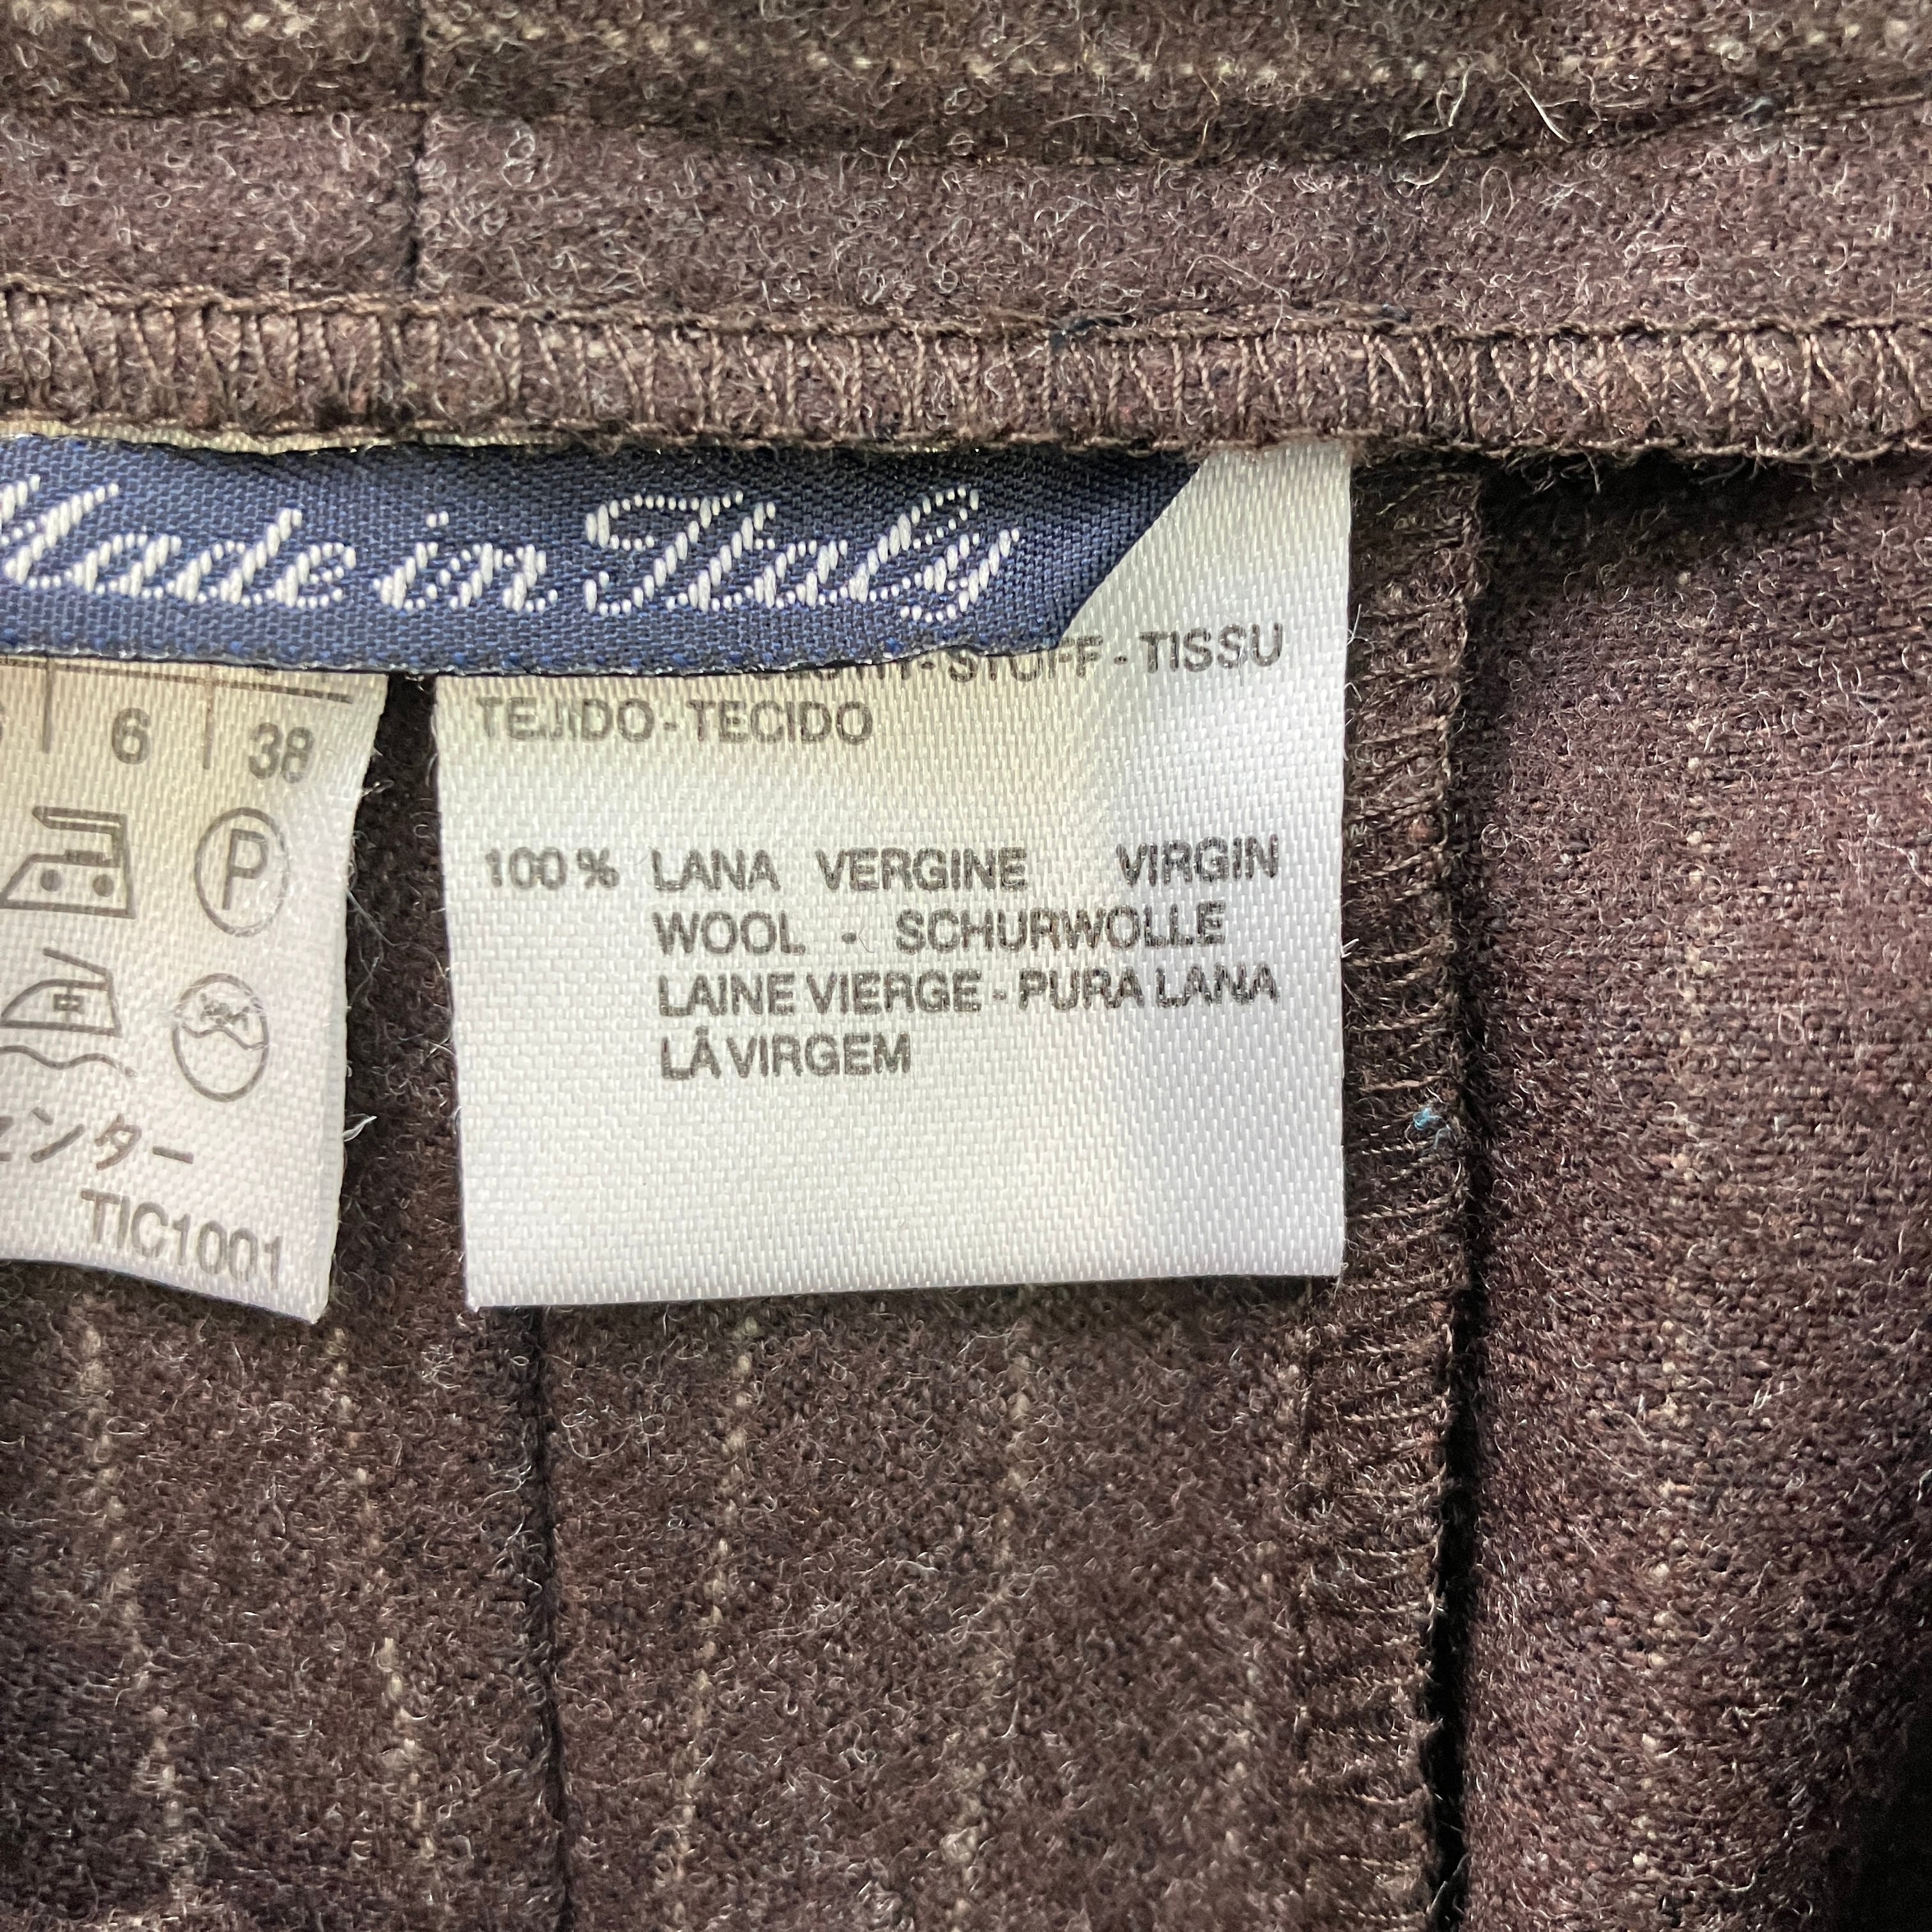 Made in Italy
6 | 38
P
ンター
TIC1001
-STOFF-TISSU
TEJIDO-TECIDO
100% LANA VERGINE VIRGIN
WOOL - SCHURWOLLE
LAINE VIERGE-PURA LANA
LÃ VIRGEM